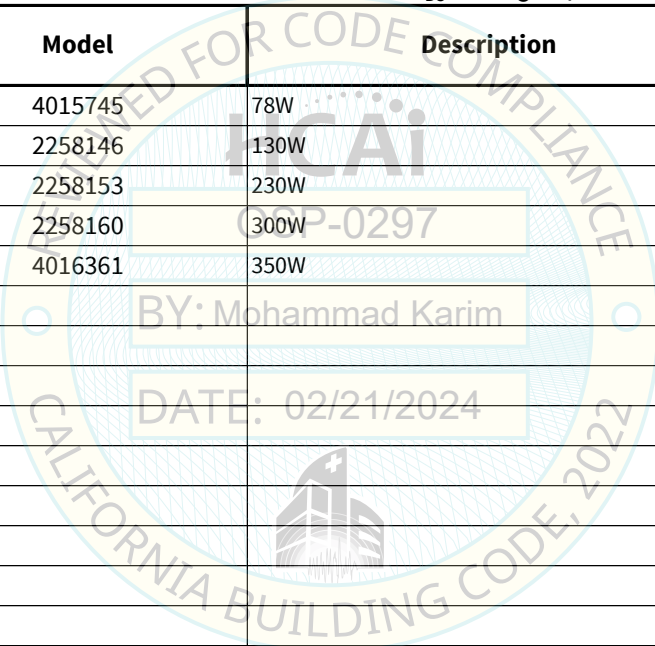 Model Description
4015745 78W
2258146 130W
2258153 230W
2258160 300W
4016361 350W
REVIEWED FOR CODE COMPLIANCE
HCAi
OSP-0297
BY: Mohammad Karim
DATE: 02/21/2024
CALIFORNIA BUILDING CODE, 2022